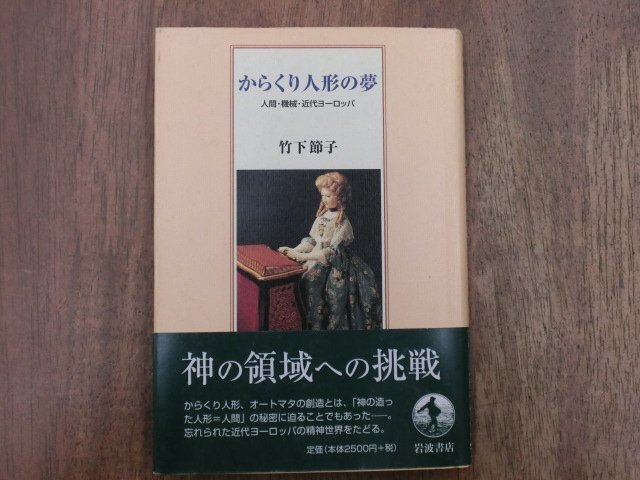 からくり人形の夢
人間・機械・近代ヨーロッパ
竹下節子
神の領域への挑戦
からくり人形、オートマタの創造とは、「神の造っ
た人形=人間」の秘密に迫ることでもあった──。
忘れられた近代ヨーロッパの精神世界をたどる。
定価(本体2500円+税)
岩波書店